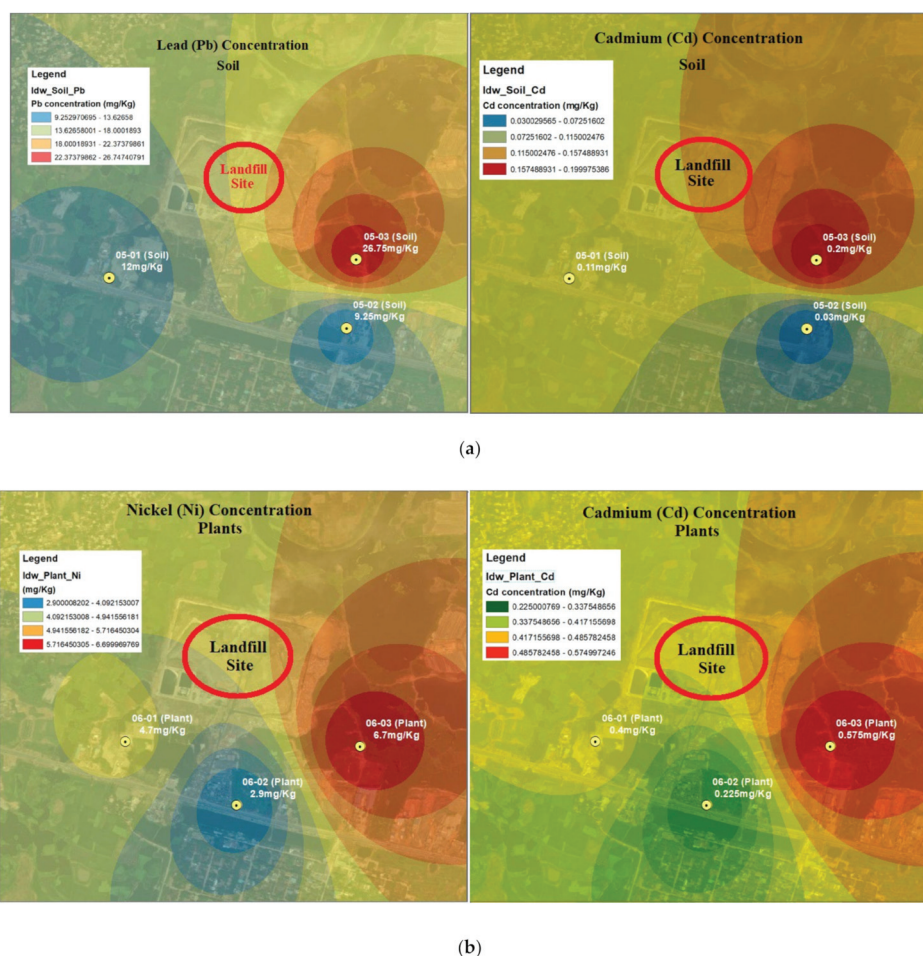 Lead (Pb) Concentration
Soil
Legend
Idw_Soil_Pb
Pb concentration (mg/Kg)
9.252970695 - 13.62658
13.62658001 - 18.0001893
18.00018931 - 22.37379861
22.37379862 - 26.74740791
Landfill
Site
05-03 (Soil)
26.75mg/Kg
05-01 (Soil)
12mg/Kg
05-02 (Soil)
9.25mg/Kg
Cadmium (Cd) Concentration
Soil
Legend
Idw_Soil_Cd
Cd concentration (mg/Kg)
0.030029565 - 0.07251602
0.07251602 - 0.115002476
0.115002476 - 0.157488931
0.157488931 - 0.199975386
Landfill
Site
05-03 (Soil)
0.2mg/Kg
05-01 (Soil)
0.11mg/Kg
05-02 (Soil)
0.03mg/Kg
(a)
Nickel (Ni) Concentration
Plants
Legend
Idw_Plant_Ni
(mg/Kg)
2.900008202 - 4.092153007
4.092153008 - 4.941556181
4.941556182 - 5.716450304
5.716450305 - 6.699969769
Landfill
Site
06-01 (Plant)
4.7mg/Kg
06-03 (Plant)
6.7mg/Kg
06-02 (Plant)
2.9mg/Kg
Cadmium (Cd) Concentration
Plants
Legend
Idw_Plant_Cd
Cd concentration (mg/Kg)
0.225000769 - 0.337548656
0.337548656 - 0.417155698
0.417155698 - 0.485782458
0.485782458 - 0.574997246
Landfill
Site
06-01 (Plant)
0.4mg/Kg
06-03 (Plant)
0.575mg/Kg
06-02 (Plant)
0.225mg/Kg
(b)